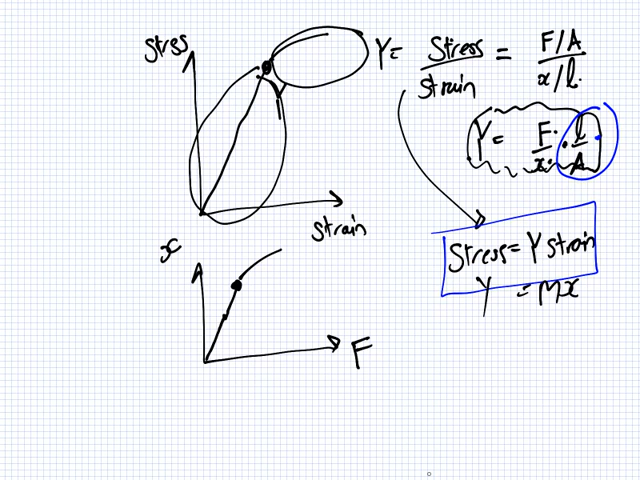 Stress
Y = Stress/Strain = F/A / x/l
Y = F/x · l/A
Y
Strain
Stress = Y strain
Y = mx
x
F